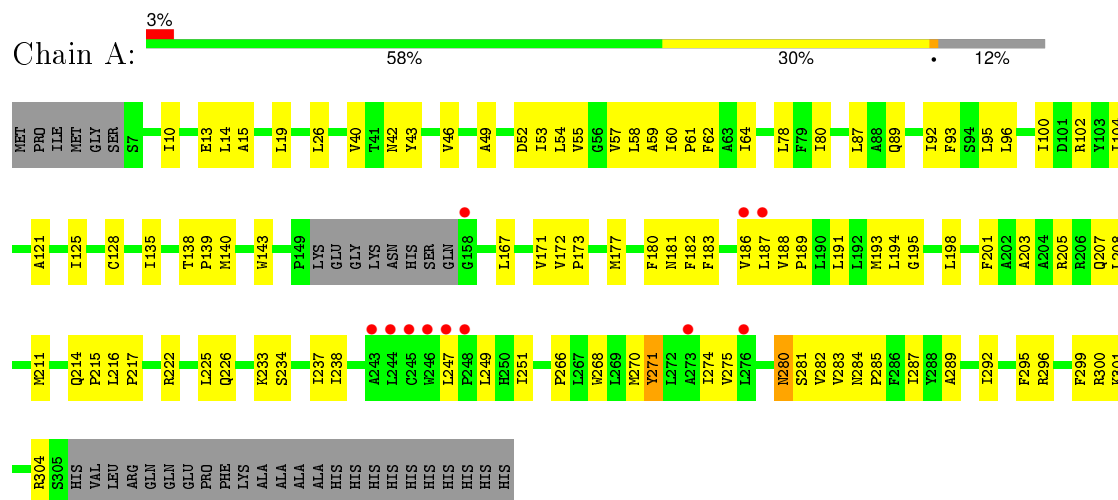 3%
Chain A:
58% 30% • 12%
MET PRO ILE MET GLY SER S7 I10 E13 L14 A15 L19 L26 V40 T41 N42 Y43 V46 A49 D52 I53 L54 V55 G56 V57 L58 A59 I60 P61 F62 A63 I64 L78 F79 I80 L87 A88 Q89 I92 F93 S94 L95 L96 I100 D101 R102 Y103 I104
A121 I125 C128 I135 T138 P139 M140 W143 P149 LYS GLU GLY LYS ASN HIS SER GLN G158 L167 V171 V172 P173 M177 F180 N181 F182 F183 V186 L187 V188 P189 L190 L191 L192 M193 L194 G195 L198 F201 A202 A203 A204 R205 R206 Q207 L208
M211 Q214 P215 L216 P217 R222 L225 Q226 K233 S234 I237 I238 A243 L244 C245 W246 L247 P248 L249 H250 I251 P266 L267 W268 L269 M270 Y271 L272 A273 I274 V275 L276 N280 S281 V282 V283 N284 P285 F286 I287 Y288 A289 I292 F295 R296 F299 R300 K301
R304 S305 HIS VAL LEU ARG GLN GLN GLU PRO PHE LYS ALA ALA ALA ALA HIS HIS HIS HIS HIS HIS HIS HIS HIS HIS